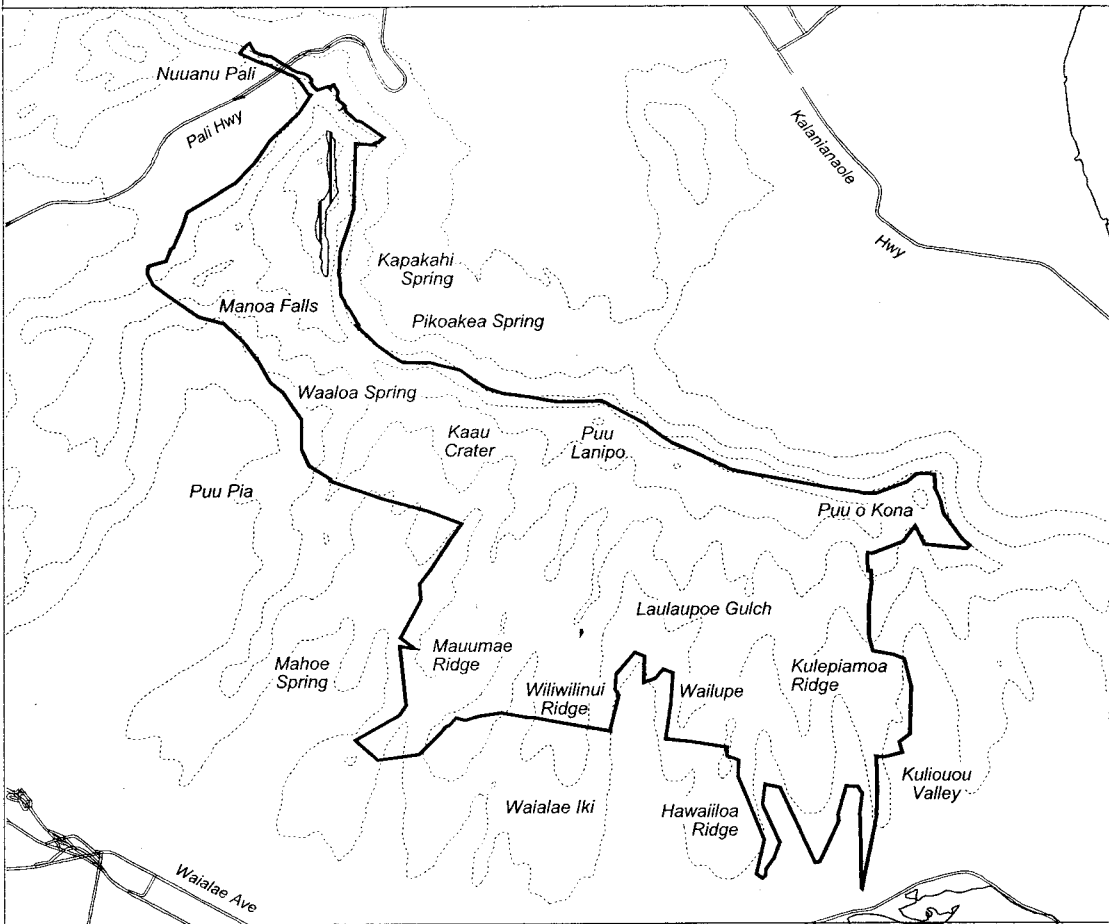 Nuuanu Pali
Pali Hwy
Kalanianaole
Hwy
Kapakahi
Spring
Manoa Falls
Pikoakea Spring
Waaloa Spring
Kaau
Crater
Puu
Lanipo
Puu Pia
Puu o Kona
Laulaupoe Gulch
Mauumae
Ridge
Mahoe
Spring
Wiliwilinui
Ridge
Wailupe
Kulepiamoa
Ridge
Kuliouou
Valley
Waialae Iki
Hawaiiloa
Ridge
Waialae Ave